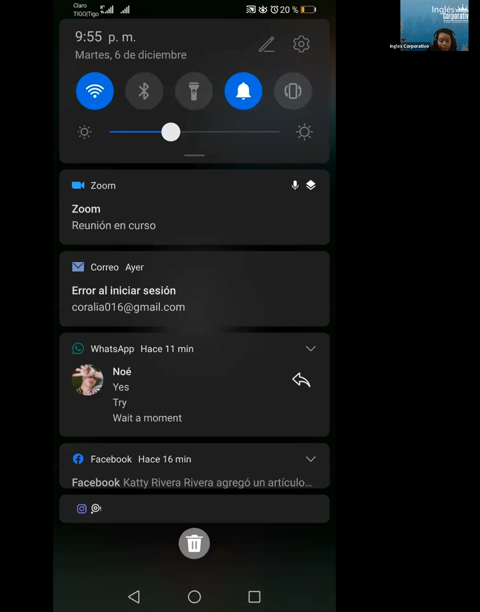 Claro
TIGO|Tigo
20 %
9:55 p. m.
Martes, 6 de diciembre
Zoom
Zoom
Reunión en curso
Correo Ayer
Error al iniciar sesión
coralia016@gmail.com
WhatsApp Hace 11 min
Noé
Yes
Try
Wait a moment
Facebook Hace 16 min
Facebook Katty Rivera Rivera agregó un artículo...
Inglés
Corporativo
Ingles Corporativo